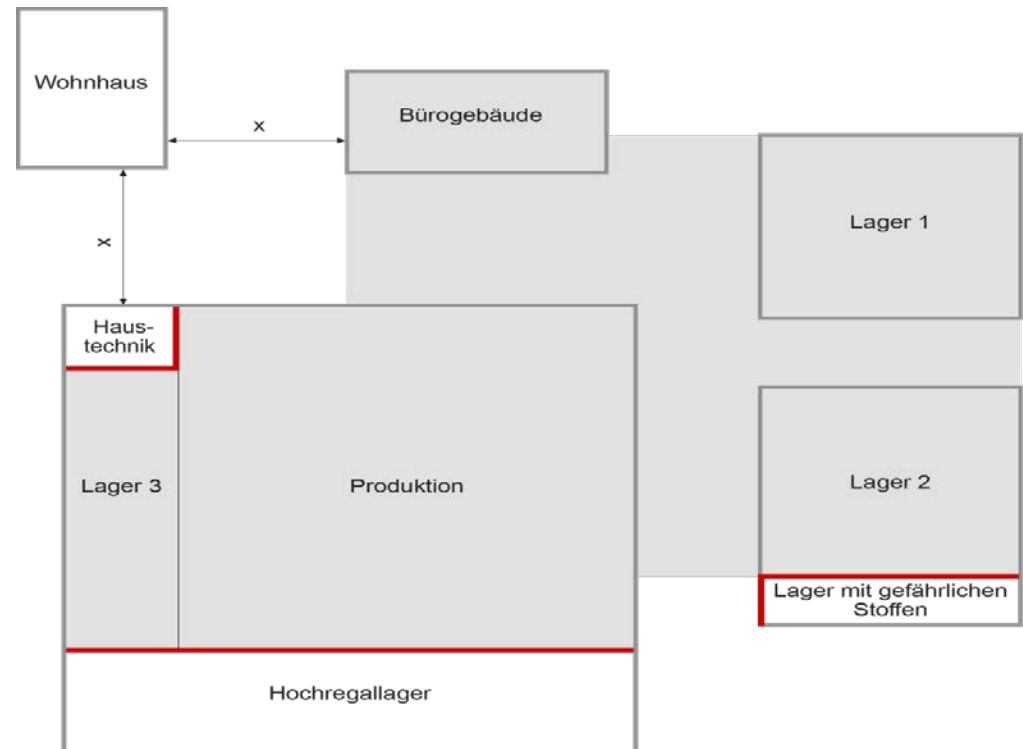 Wohnhaus
Bürogebäude
x
Lager 1
x
Haus-
technik
Lager 3
Produktion
Lager 2
Lager mit gefährlichen
Stoffen
Hochregallager